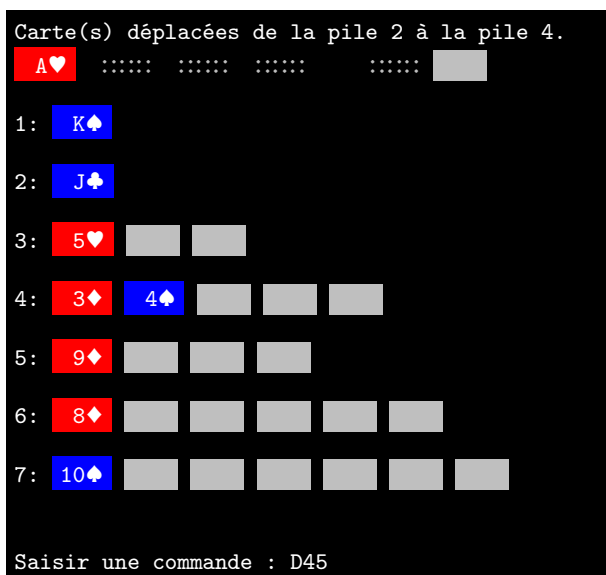 Carte(s) déplacées de la pile 2 à la pile 4.
A♥ :::::: :::::: :::::: ::::::
1: K♠
2: J♣
3: 5♥
4: 3♦ 4♠
5: 9♦
6: 8♦
7: 10♠
Saisir une commande : D45